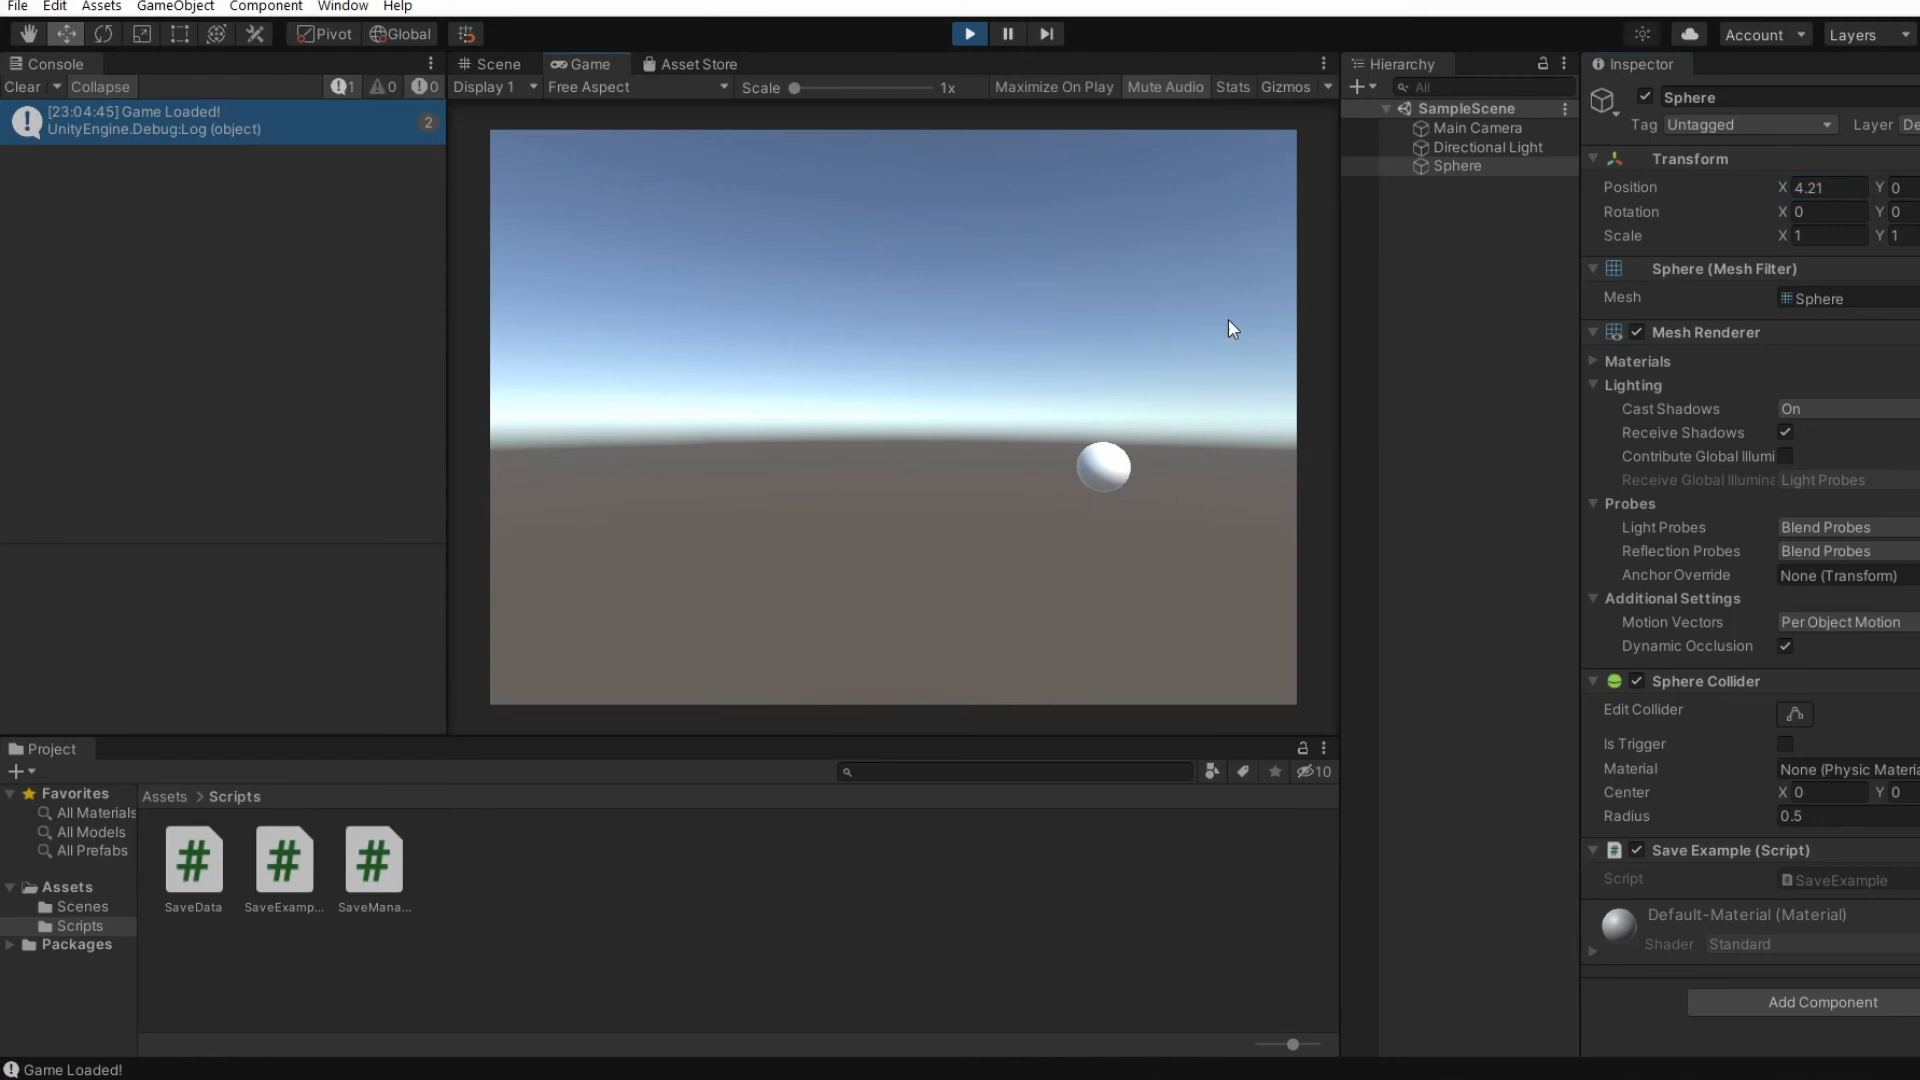 File Edit Assets GameObject Component Window Help
Pivot Global Account Layers
Console
Clear Collapse 1 0 0
[23:04:45] Game Loaded!
UnityEngine.Debug:Log (object)
2
Scene Game Asset Store
Display 1 Free Aspect Scale 1x Maximize On Play Mute Audio Stats Gizmos
Hierarchy
All
SampleScene
Main Camera
Directional Light
Sphere
Inspector
Sphere
Tag Untagged Layer De
Transform
Position X 4.21 Y 0
Rotation X 0 Y 0
Scale X 1 Y 1
Sphere (Mesh Filter)
Mesh Sphere
Mesh Renderer
Materials
Lighting
Cast Shadows On
Receive Shadows
Contribute Global Illumi
Receive Global Illumina Light Probes
Probes
Light Probes Blend Probes
Reflection Probes Blend Probes
Anchor Override None (Transform)
Additional Settings
Motion Vectors Per Object Motion
Dynamic Occlusion
Sphere Collider
Edit Collider
Is Trigger
Material None (Physic Materia
Center X 0 Y 0
Radius 0.5
# Save Example (Script)
Script SaveExample
Default-Material (Material)
Shader Standard
Add Component
Project
10
Favorites
All Materials
All Models
All Prefabs
Assets
Scenes
Scripts
Packages
Assets > Scripts
# # #
SaveData SaveExamp... SaveMana...
Game Loaded!